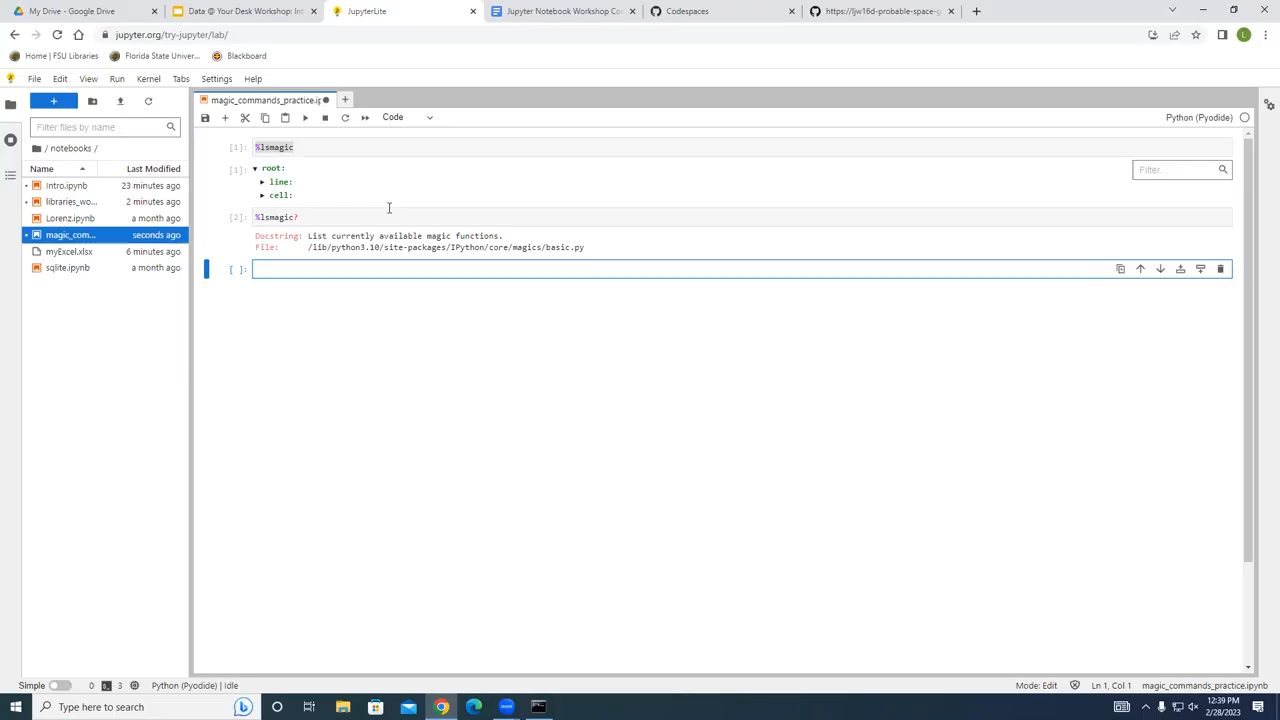 My Drive - Google Drive
Data @ Your Desk Workshop: Int
JupyterLite
Jupyter Notebook Workshop Co
Codespaces
https://ljw16d-probable-space-g
jupyter.org/try-jupyter/lab/
L
Home | FSU Libraries
Florida State Univer...
Blackboard
File Edit View Run Kernel Tabs Settings Help
magic_commands_practice.ip
Filter files by name
Code
Python (Pyodide)
/ notebooks /
Name
Last Modified
Intro.ipynb 23 minutes ago
libraries_wo... 2 minutes ago
Lorenz.ipynb a month ago
magic_com... seconds ago
myExcel.xlsx 6 minutes ago
sqlite.ipynb a month ago
[1]: %lsmagic
[1]: root:
Filter...
line:
cell:
[2]: %lsmagic?
Docstring: List currently available magic functions.
File: /lib/python3.10/site-packages/IPython/core/magics/basic.py
[ ]:
Simple 0 3 Python (Pyodide) | Idle
Mode: Edit Ln 1, Col 1 magic_commands_practice.ipynb
Type here to search
zoom
12:39 PM
2/28/2023